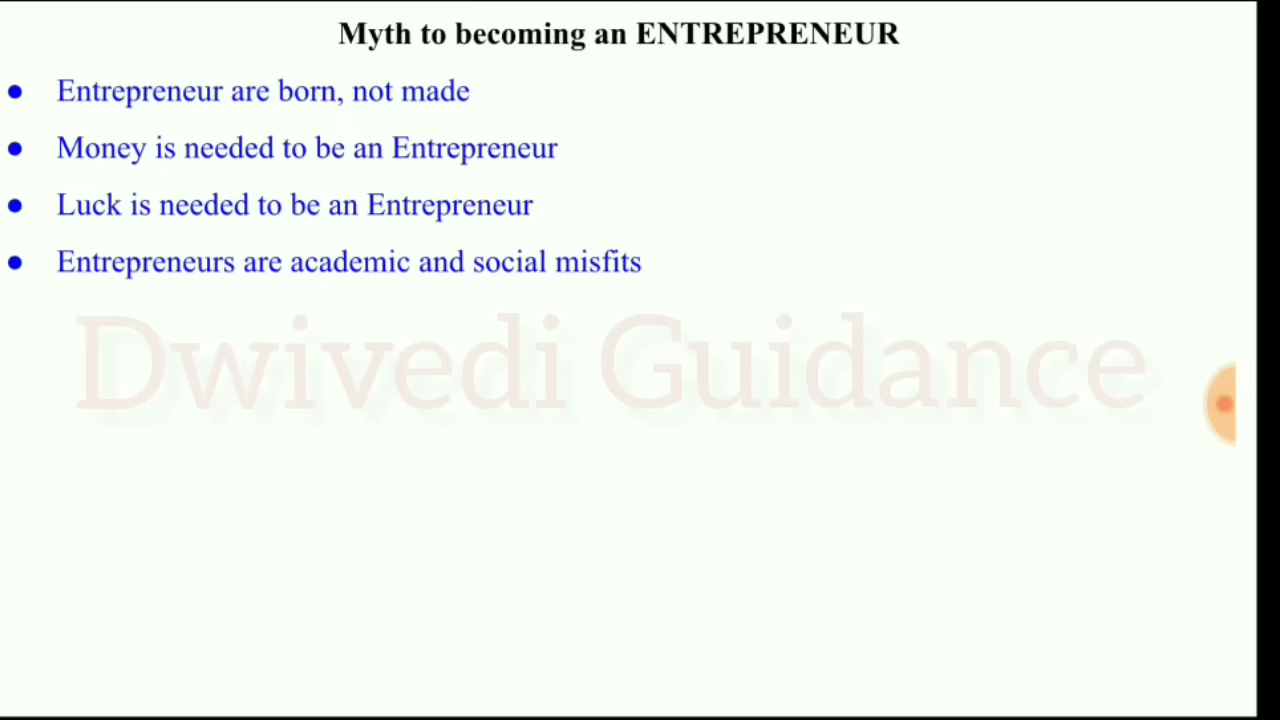 Myth to becoming an ENTREPRENEUR
● Entrepreneur are born, not made
● Money is needed to be an Entrepreneur
● Luck is needed to be an Entrepreneur
● Entrepreneurs are academic and social misfits
Dwivedi Guidance